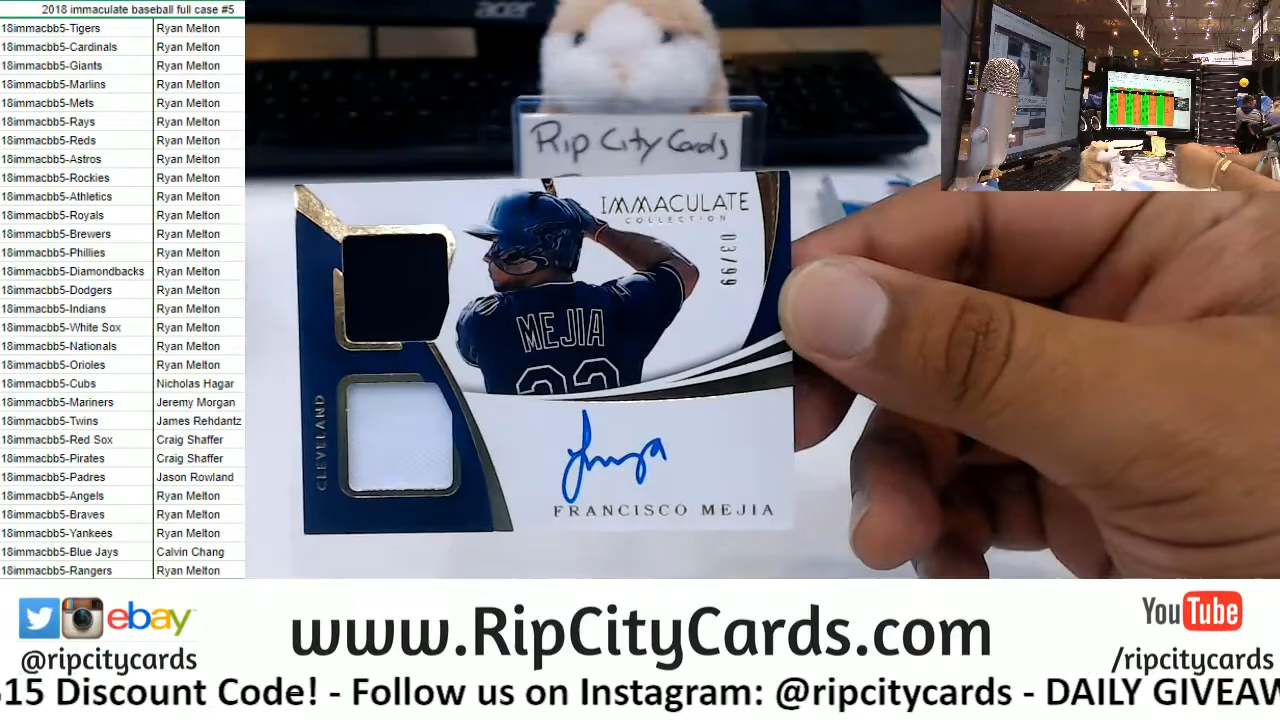 2018 immaculate baseball full case #5
18immacbb5-Tigers Ryan Melton
18immacbb5-Cardinals Ryan Melton
18immacbb5-Giants Ryan Melton
18immacbb5-Marlins Ryan Melton
18immacbb5-Mets Ryan Melton
18immacbb5-Rays Ryan Melton
18immacbb5-Reds Ryan Melton
18immacbb5-Astros Ryan Melton
18immacbb5-Rockies Ryan Melton
18immacbb5-Athletics Ryan Melton
18immacbb5-Royals Ryan Melton
18immacbb5-Brewers Ryan Melton
18immacbb5-Phillies Ryan Melton
18immacbb5-Diamondbacks Ryan Melton
18immacbb5-Dodgers Ryan Melton
18immacbb5-Indians Ryan Melton
18immacbb5-White Sox Ryan Melton
18immacbb5-Nationals Ryan Melton
18immacbb5-Orioles Ryan Melton
18immacbb5-Cubs Nicholas Hagar
18immacbb5-Mariners Jeremy Morgan
18immacbb5-Twins James Rehdantz
18immacbb5-Red Sox Craig Shaffer
18immacbb5-Pirates Craig Shaffer
18immacbb5-Padres Jason Rowland
18immacbb5-Angels Ryan Melton
18immacbb5-Braves Ryan Melton
18immacbb5-Yankees Ryan Melton
18immacbb5-Blue Jays Calvin Chang
18immacbb5-Rangers Ryan Melton
acer
Rip City Cards
IMMACULATE
COLLECTION
03/99
MEJIA
CLEVELAND
FRANCISCO MEJIA
ebay
@ripcitycards
www.RipCityCards.com
YouTube
/ripcitycards
$15 Discount Code! - Follow us on Instagram: @ripcitycards - DAILY GIVEAW